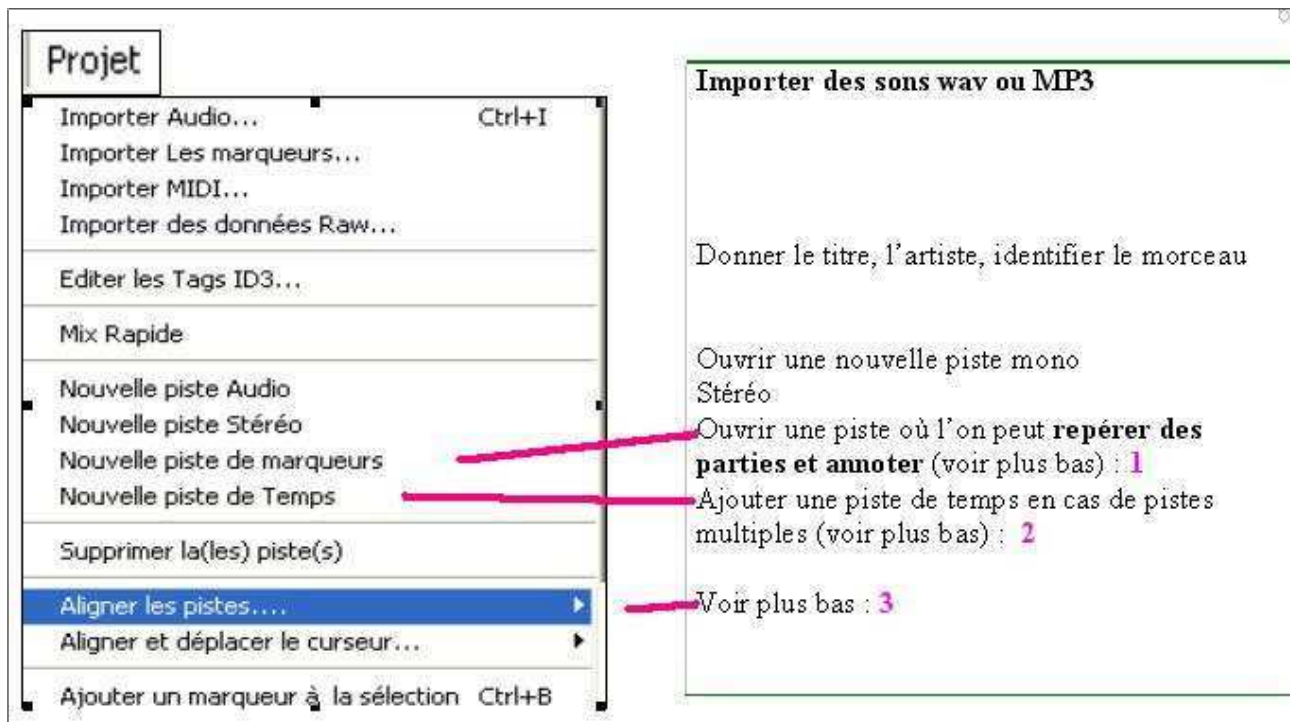 Projet
Importer Audio... Ctrl+I
Importer Les marqueurs...
Importer MIDI...
Importer des données Raw...
Editer les Tags ID3...
Mix Rapide
Nouvelle piste Audio
Nouvelle piste Stéréo
Nouvelle piste de marqueurs
Nouvelle piste de Temps
Supprimer la(les) piste(s)
Aligner les pistes....
Aligner et déplacer le curseur...
Ajouter un marqueur à la sélection Ctrl+B
Importer des sons wav ou MP3
Donner le titre, l'artiste, identifier le morceau
Ouvrir une nouvelle piste mono
Stéréo
Ouvrir une piste où l'on peut repérer des
parties et annoter (voir plus bas) : 1
Ajouter une piste de temps en cas de pistes
multiples (voir plus bas) : 2
Voir plus bas : 3